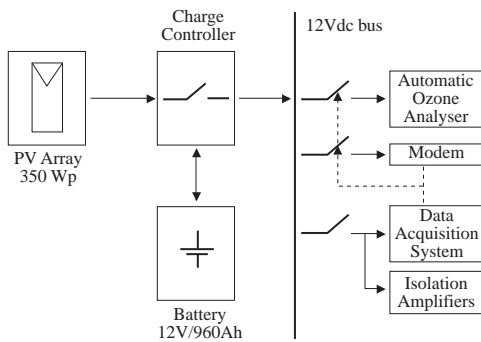 Charge
Controller
12Vdc bus
PV Array
350 Wp
Battery
12V/960Ah
Automatic
Ozone
Analyser
Modem
Data
Acquisition
System
Isolation
Amplifiers